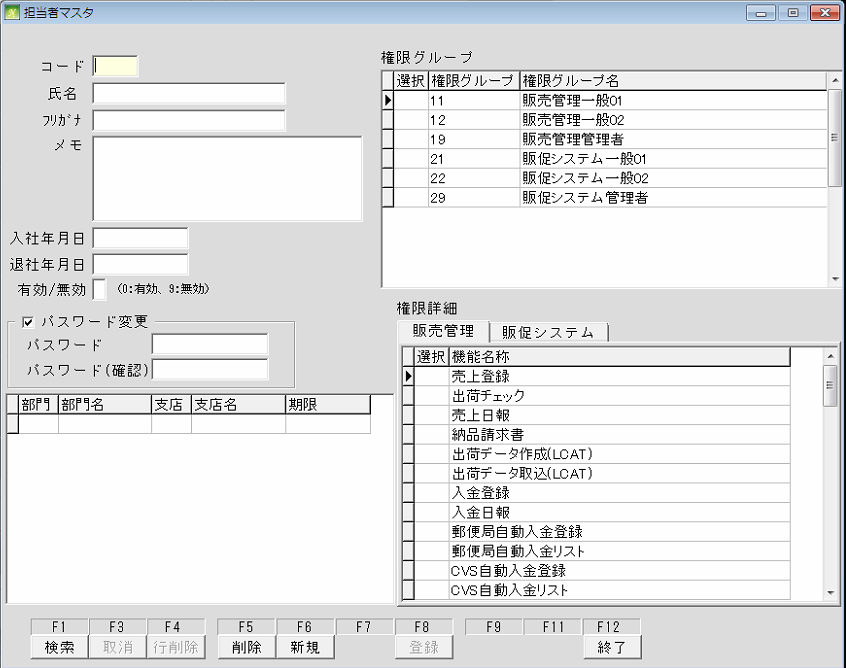 担当者マスタ
コード
氏名
フリガナ
メモ
入社年月日
退社年月日
有効/無効 (0:有効、9:無効)
パスワード変更
パスワード
パスワード(確認)
部門 部門名 支店 支店名 期限
権限グループ
選択 権限グループ 権限グループ名
11 販売管理一般01
12 販売管理一般02
19 販売管理管理者
21 販促システム一般01
22 販促システム一般02
29 販促システム管理者
権限詳細
販売管理 販促システム
選択 機能名称
売上登録
出荷チェック
売上日報
納品請求書
出荷データ作成(LCAT)
出荷データ取込(LCAT)
入金登録
入金日報
郵便局自動入金登録
郵便局自動入金リスト
CVS自動入金登録
CVS自動入金リスト
F1 F3 F4 F5 F6 F7 F8 F9 F11 F12
検索 取消 行削除 削除 新規 登録 終了